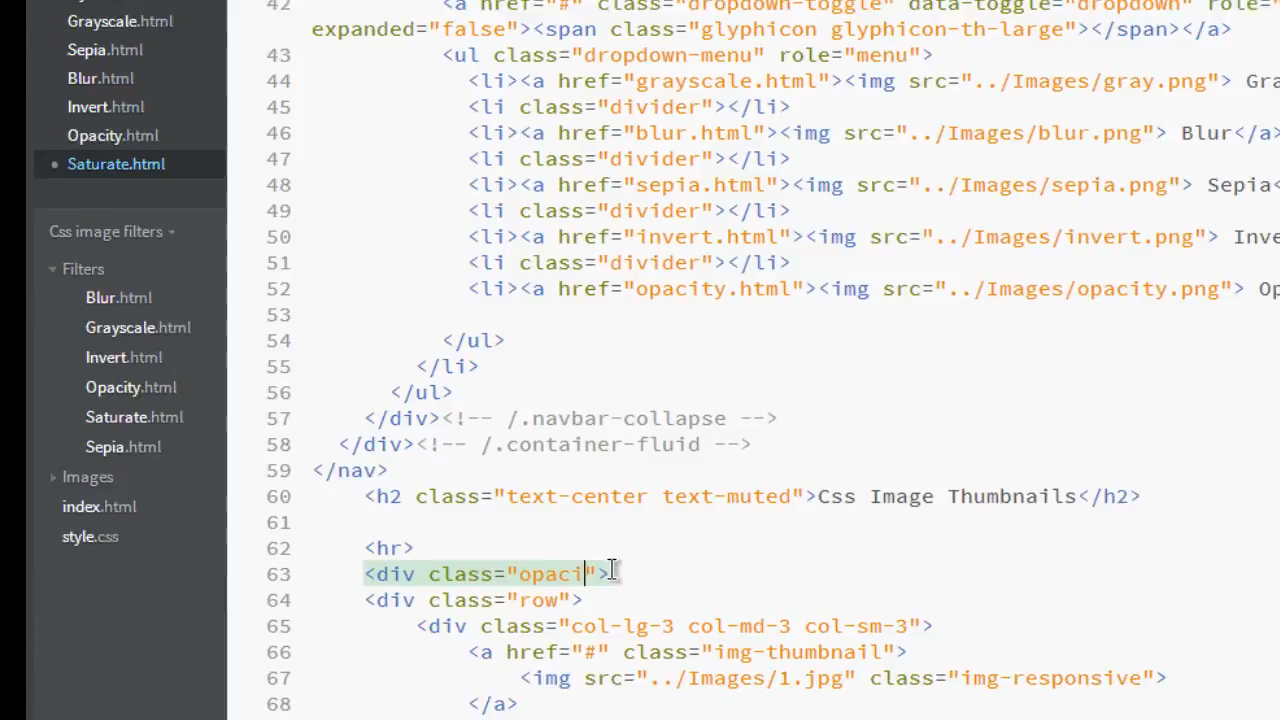 Grayscale.html
Sepia.html
Blur.html
Invert.html
Opacity.html
Saturate.html
Css image filters
Filters
Blur.html
Grayscale.html
Invert.html
Opacity.html
Saturate.html
Sepia.html
Images
index.html
style.css
42 <a href="#" class="dropdown-toggle" data-toggle="dropdown" role="
expanded="false"><span class="glyphicon glyphicon-th-large"></span></a>
43 <ul class="dropdown-menu" role="menu">
44 <li><a href="grayscale.html"><img src="../Images/gray.png"> Gra
45 <li class="divider"></li>
46 <li><a href="blur.html"><img src="../Images/blur.png"> Blur</a>
47 <li class="divider"></li>
48 <li><a href="sepia.html"><img src="../Images/sepia.png"> Sepia<
49 <li class="divider"></li>
50 <li><a href="invert.html"><img src="../Images/invert.png"> Inve
51 <li class="divider"></li>
52 <li><a href="opacity.html"><img src="../Images/opacity.png"> Op
53
54 </ul>
55 </li>
56 </ul>
57 </div><!-- /.navbar-collapse -->
58 </div><!-- /.container-fluid -->
59 </nav>
60 <h2 class="text-center text-muted">Css Image Thumbnails</h2>
61
62 <hr>
63 <div class="opaci">
64 <div class="row">
65 <div class="col-lg-3 col-md-3 col-sm-3">
66 <a href="#" class="img-thumbnail">
67 <img src="../Images/1.jpg" class="img-responsive">
68 </a>